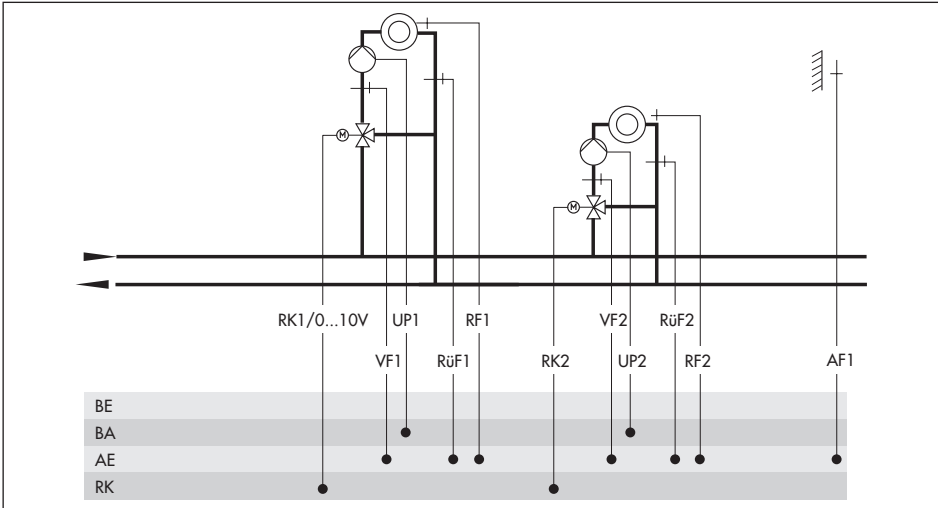 M
M
RK1/0...10V UP1 RF1 VF2 RüF2
VF1 RüF1 RK2 UP2 RF2 AF1
BE
BA
AE
RK